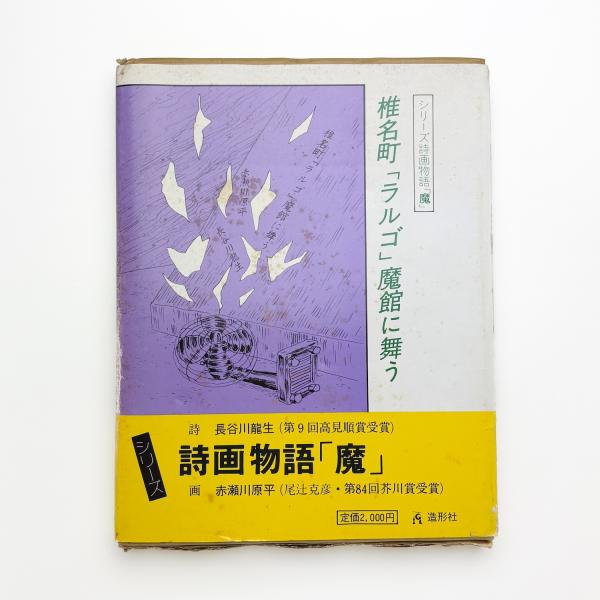 シリーズ詩画物語「魔」
椎名町「ラルゴ」魔館に舞う
椎名町「ラルゴ」魔館に舞う
赤瀬川原平
長谷川龍生
詩 長谷川龍生(第9回高見順賞受賞)
シリーズ
詩画物語「魔」
画 赤瀬川原平(尾辻克彦・第84回芥川賞受賞)
定価2,000円
造形社